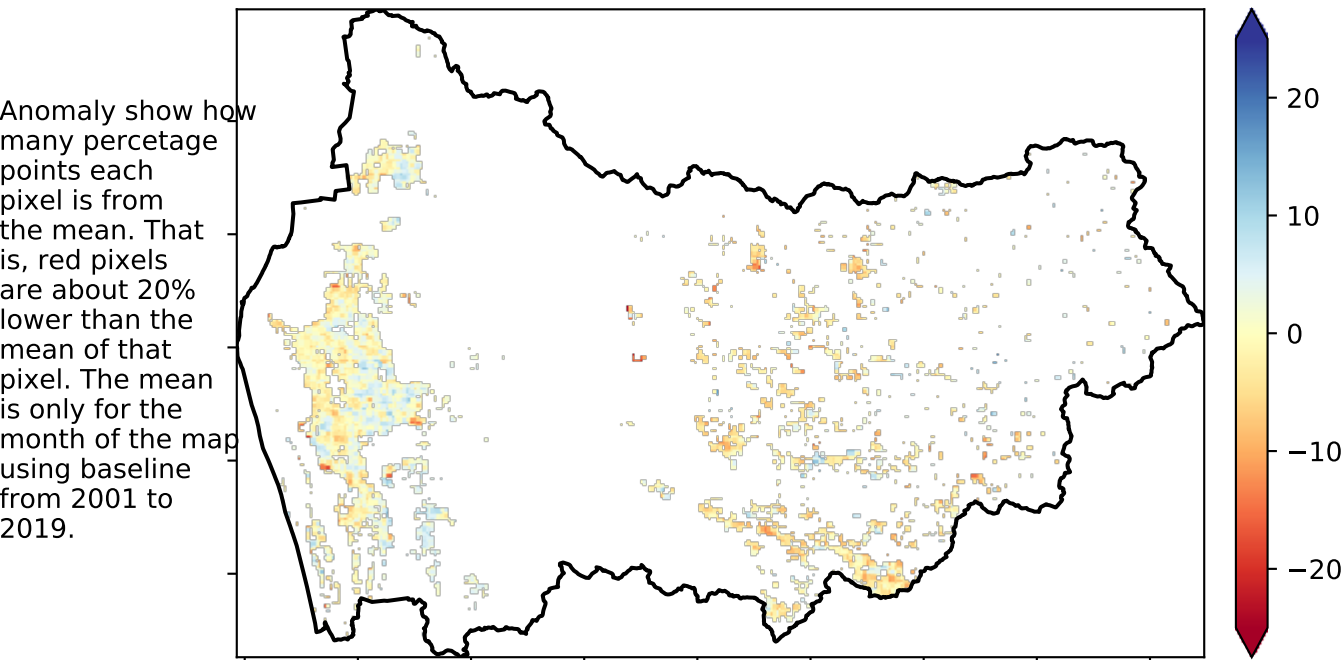 Anomaly show how
many percetage
points each
pixel is from
the mean. That
is, red pixels
are about 20%
lower than the
mean of that
pixel. The mean
is only for the
month of the map
using baseline
from 2001 to
2019.
20
10
0
−10
−20